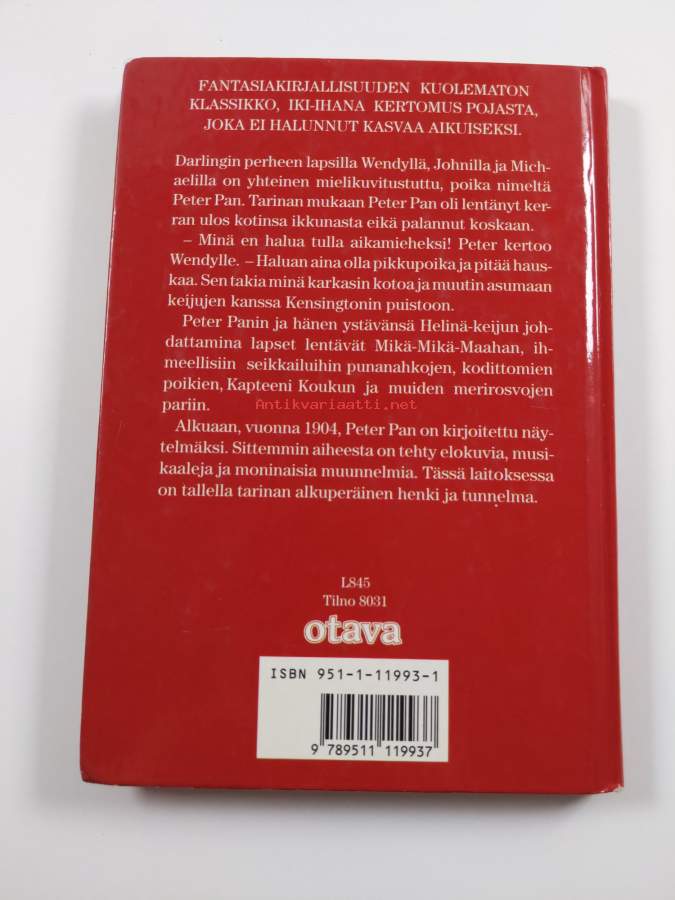 FANTASIAKIRJALLISUUDEN KUOLEMATON
KLASSIKKO, IKI-IHANA KERTOMUS POJASTA,
JOKA EI HALUNNUT KASVAA AIKUISEKSI.
Darlingin perheen lapsilla Wendyllä, Johnilla ja Mich-
aelilla on yhteinen mielikuvitustuttu, poika nimeltä
Peter Pan. Tarinan mukaan Peter Pan oli lentänyt ker-
ran ulos kotinsa ikkunasta eikä palannut koskaan.
– Minä en halua tulla aikamieheksi! Peter kertoo
Wendylle. – Haluan aina olla pikkupoika ja pitää haus-
kaa. Sen takia minä karkasin kotoa ja muutin asumaan
keijujen kanssa Kensingtonin puistoon.
Peter Panin ja hänen ystävänsä Helinä-keijun joh-
dattamina lapset lentävät Mikä-Mikä-Maahan, ih-
meellisiin seikkailuihin punanahkojen, kodittomien
poikien, Kapteeni Koukun ja muiden merirosvojen
pariin.
Antikvariaatti.net
Alkuaan, vuonna 1904, Peter Pan on kirjoitettu näy-
telmäksi. Sittemmin aiheesta on tehty elokuvia, musi-
kaaleja ja moninaisia muunnelmia. Tässä laitoksessa
on tallella tarinan alkuperäinen henki ja tunnelma.
L845
Tilno 8031
otava
ISBN 951-1-11993-1
9 789511 119937